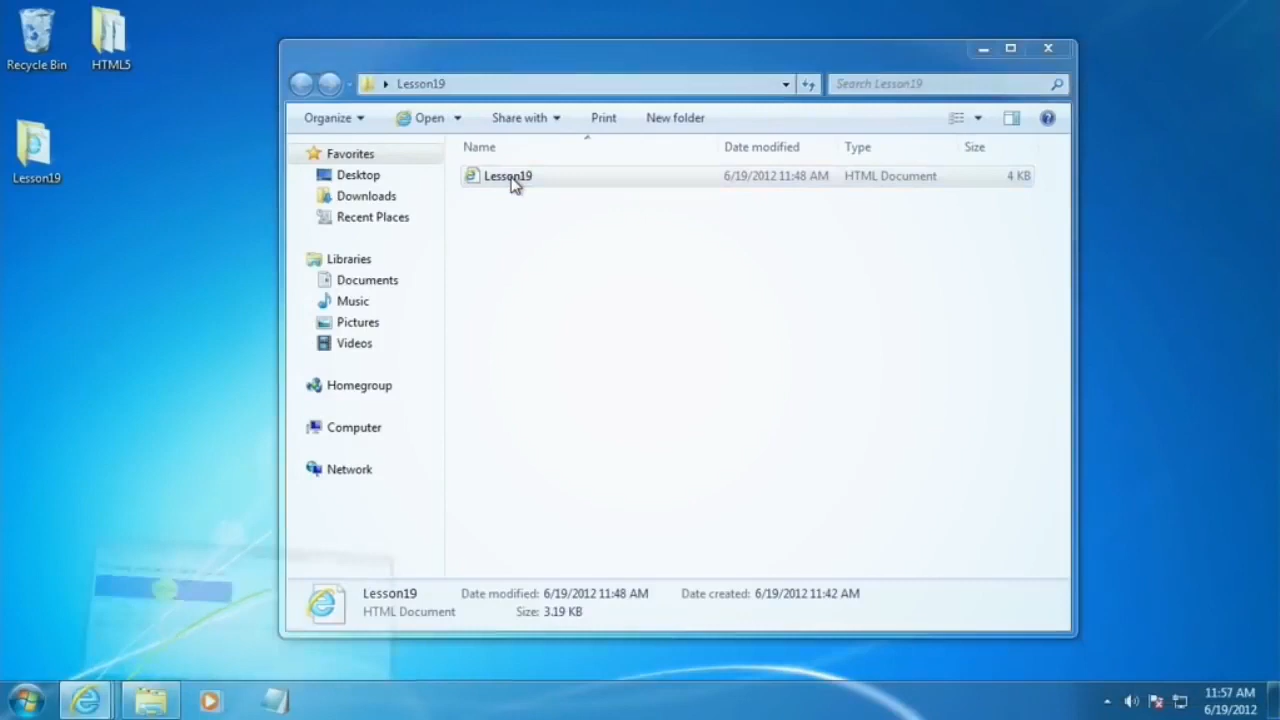 Recycle Bin
HTML5
Lesson19
Lesson19
Search Lesson19
Organize
Open
Share with
Print
New folder
Name
Date modified
Type
Size
Favorites
Desktop
Downloads
Recent Places
Libraries
Documents
Music
Pictures
Videos
Homegroup
Computer
Network
Lesson19
6/19/2012 11:48 AM
HTML Document
4 KB
Lesson19
HTML Document
Date modified: 6/19/2012 11:48 AM
Size: 3.19 KB
Date created: 6/19/2012 11:42 AM
11:57 AM
6/19/2012